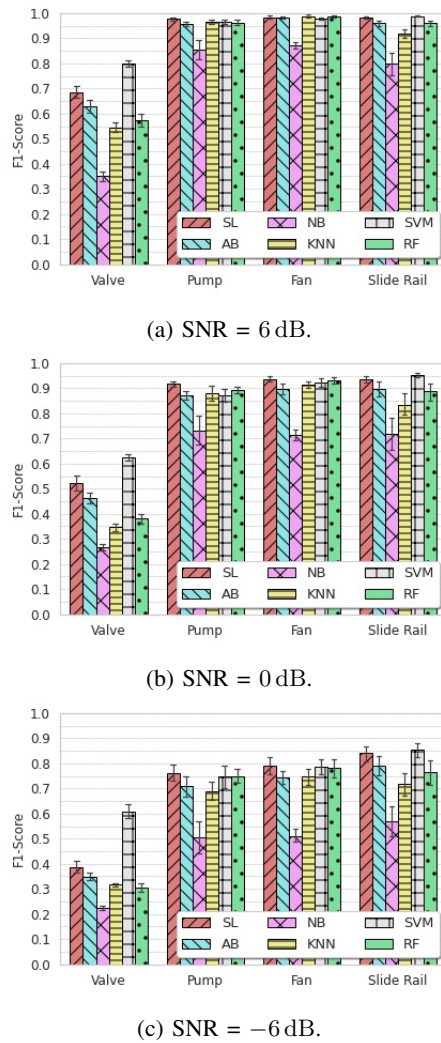 1.0
0.9
0.8
0.7
0.6
0.5
0.4
0.3
0.2
0.1
0.0
F1-Score
SL NB SVM
AB KNN RF
Valve Pump Fan Slide Rail
(a) SNR = 6 dB.
1.0
0.9
0.8
0.7
0.6
0.5
0.4
0.3
0.2
0.1
0.0
F1-Score
SL NB SVM
AB KNN RF
Valve Pump Fan Slide Rail
(b) SNR = 0 dB.
1.0
0.9
0.8
0.7
0.6
0.5
0.4
0.3
0.2
0.1
0.0
F1-Score
SL NB SVM
AB KNN RF
Valve Pump Fan Slide Rail
(c) SNR = −6 dB.